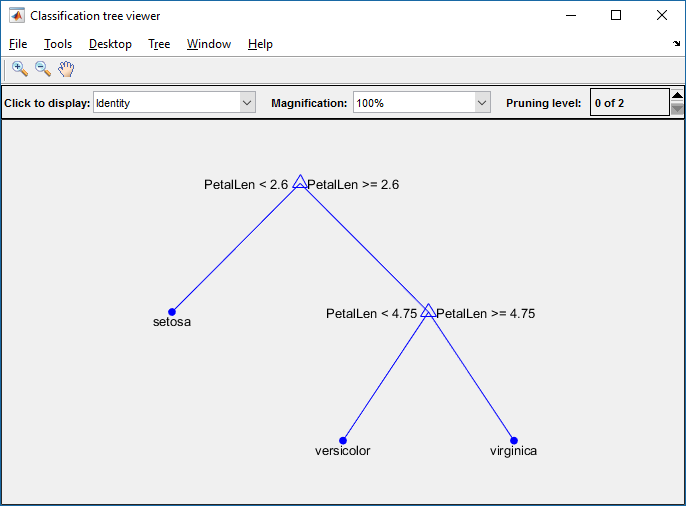 Classification tree viewer
File Tools Desktop Tree Window Help
Click to display: Identity Magnification: 100% Pruning level: 0 of 2
PetalLen < 2.6 PetalLen >= 2.6
setosa
PetalLen < 4.75 PetalLen >= 4.75
versicolor virginica